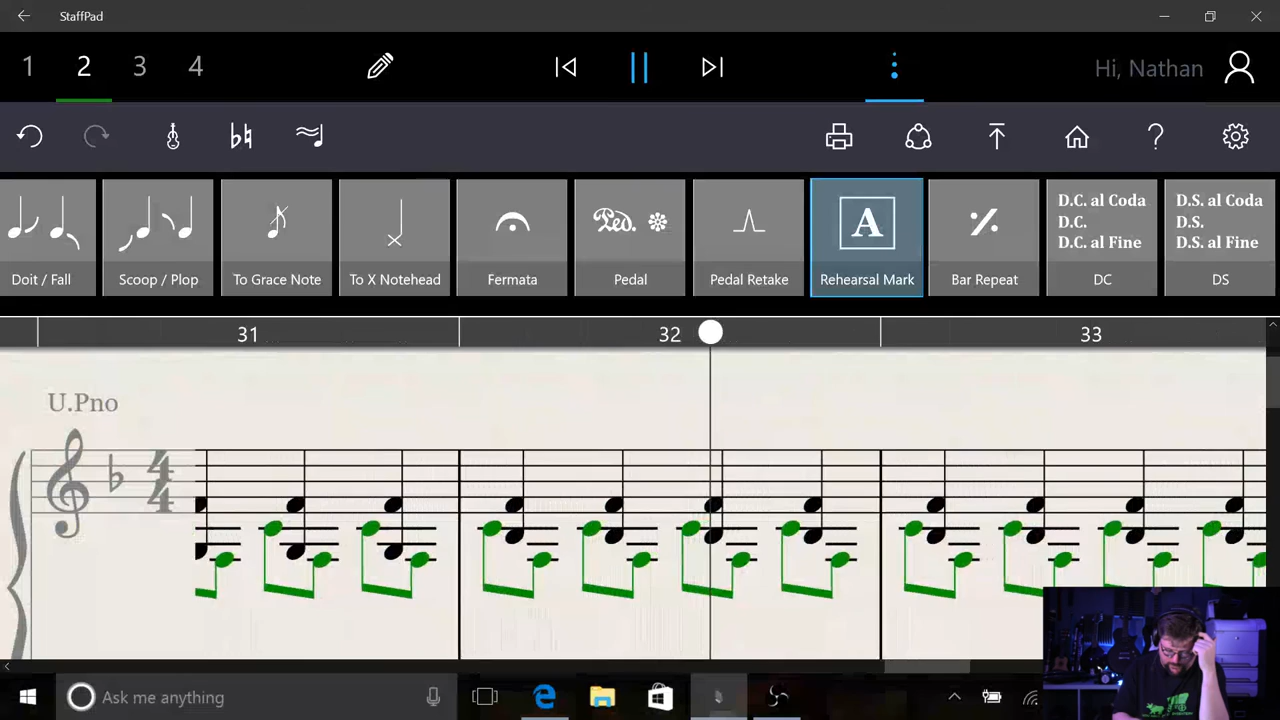 StaffPad
1 2 3 4
Hi, Nathan
A
D.C. al Coda
D.C.
D.C. al Fine
D.S. al Coda
D.S.
D.S. al Fine
Doit / Fall
Scoop / Plop
To Grace Note
To X Notehead
Fermata
Pedal
Pedal Retake
Rehearsal Mark
Bar Repeat
DC
DS
31
32
33
U.Pno
4
4
Ask me anything